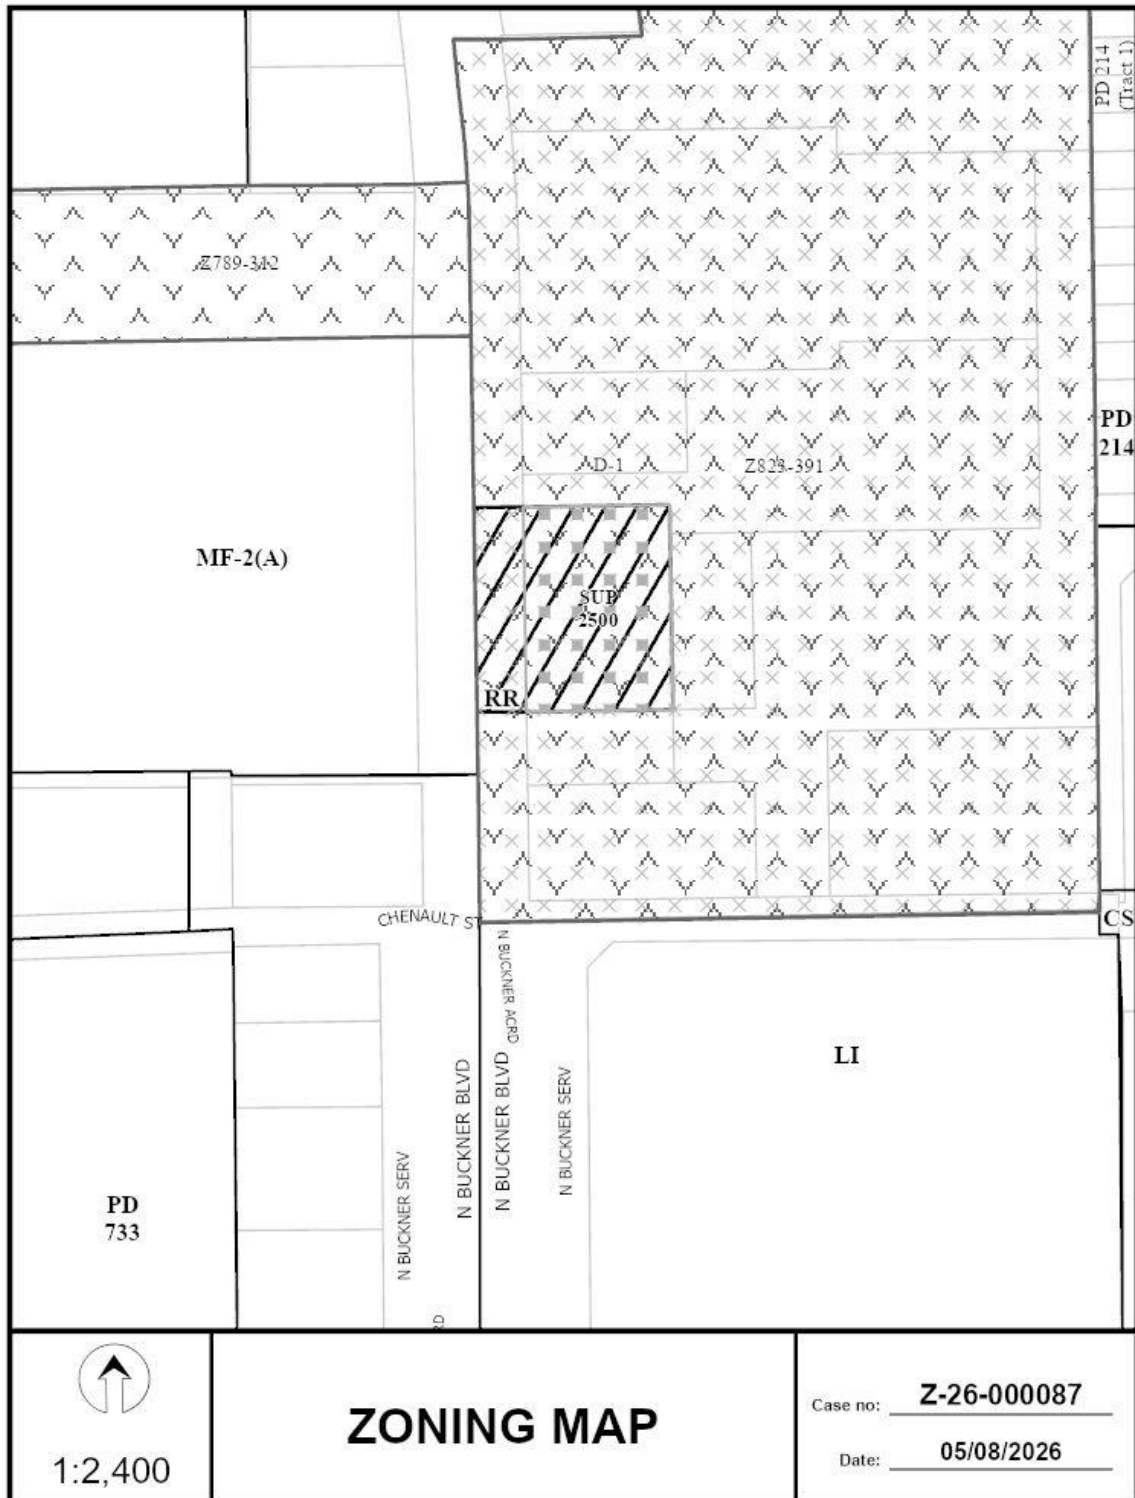 PD 214
(Tract 1)
Z789-312
PD
214
D-1
Z823-391
MF-2(A)
SUP
2500
RR
CHENAULT ST
CS
N BUCKNER ACRD
N BUCKNER BLVD
N BUCKNER BLVD
N BUCKNER SERV
N BUCKNER SERV
LI
PD
733
RD
1:2,400
ZONING MAP
Case no: Z-26-000087
Date: 05/08/2026